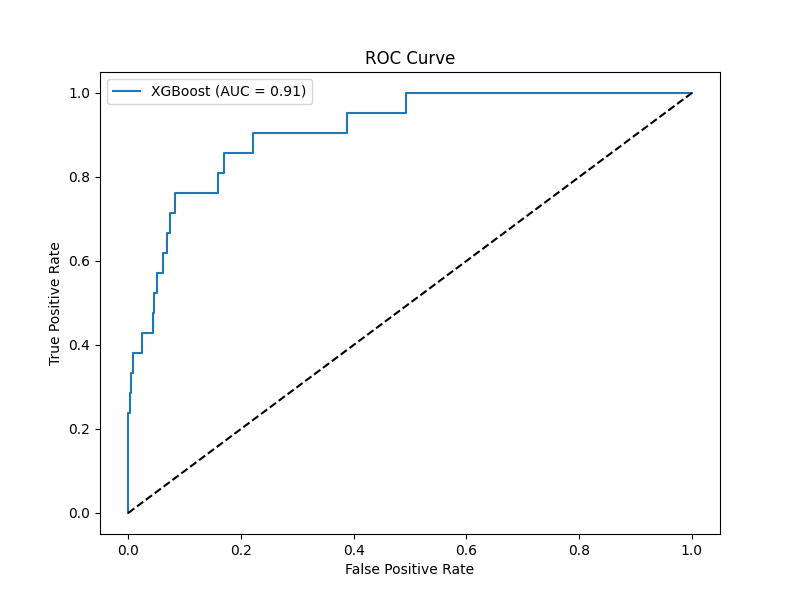 ROC Curve
XGBoost (AUC = 0.91)
True Positive Rate
1.0
0.8
0.6
0.4
0.2
0.0
0.0 0.2 0.4 0.6 0.8 1.0
False Positive Rate